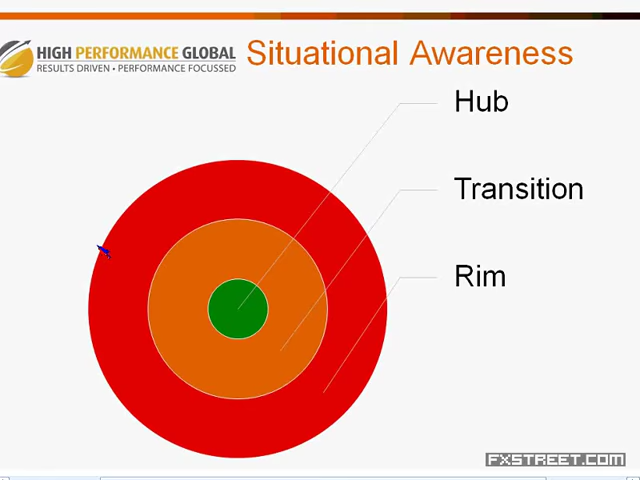 HIGH PERFORMANCE GLOBAL
RESULTS DRIVEN • PERFORMANCE FOCUSSED
Situational Awareness
Hub
Transition
Rim
FXSTREET.COM